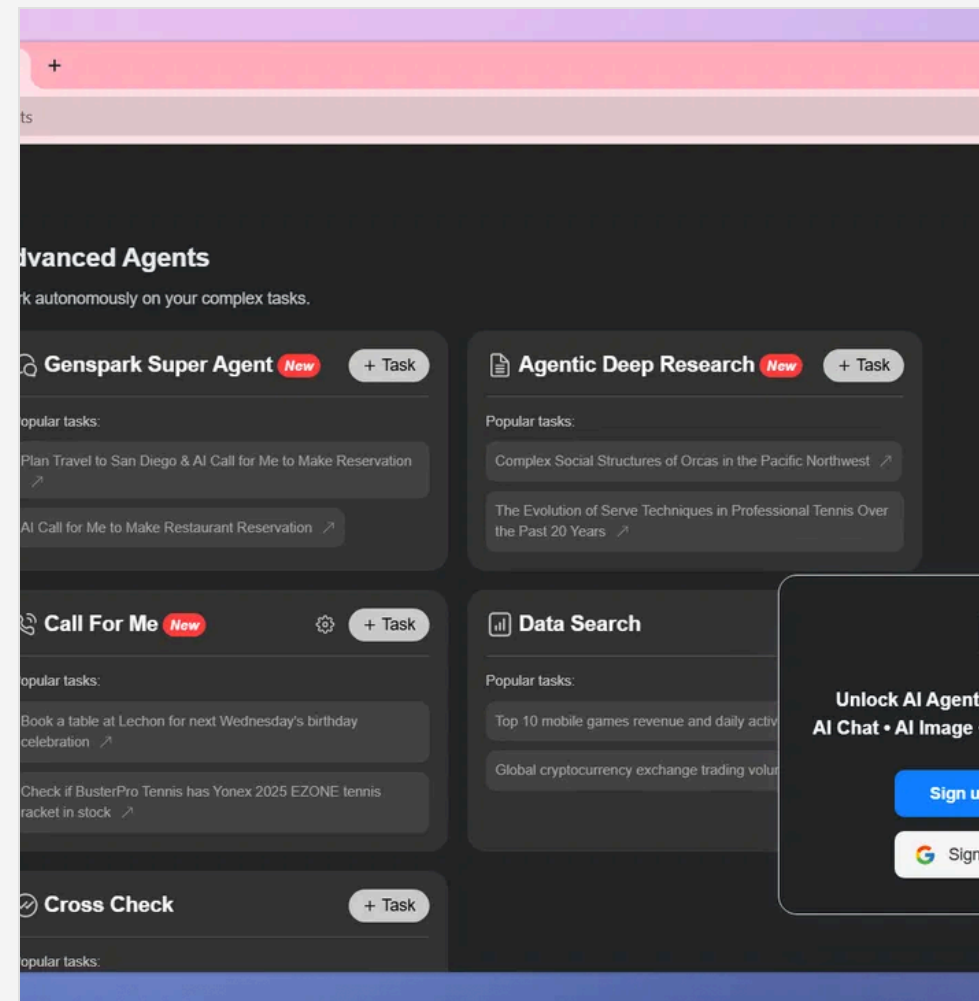 +
ts
dvanced Agents
rk autonomously on your complex tasks.
Genspark Super Agent New + Task
opular tasks:
Plan Travel to San Diego & AI Call for Me to Make Reservation
AI Call for Me to Make Restaurant Reservation
Agentic Deep Research New + Task
Popular tasks:
Complex Social Structures of Orcas in the Pacific Northwest
The Evolution of Serve Techniques in Professional Tennis Over
the Past 20 Years
Call For Me New + Task
opular tasks:
Book a table at Lechon for next Wednesday's birthday
celebration
Check if BusterPro Tennis has Yonex 2025 EZONE tennis
racket in stock
Data Search
Popular tasks:
Top 10 mobile games revenue and daily activ
Global cryptocurrency exchange trading volur
Unlock AI Agent
AI Chat • AI Image
Sign u
G Sign
Cross Check + Task
opular tasks: